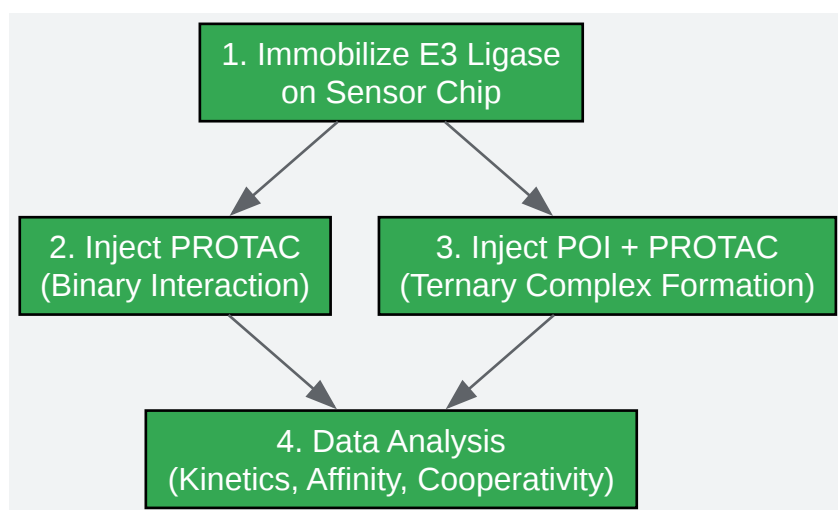 1. Immobilize E3 Ligase
on Sensor Chip
2. Inject PROTAC
(Binary Interaction)
3. Inject POI + PROTAC
(Ternary Complex Formation)
4. Data Analysis
(Kinetics, Affinity, Cooperativity)